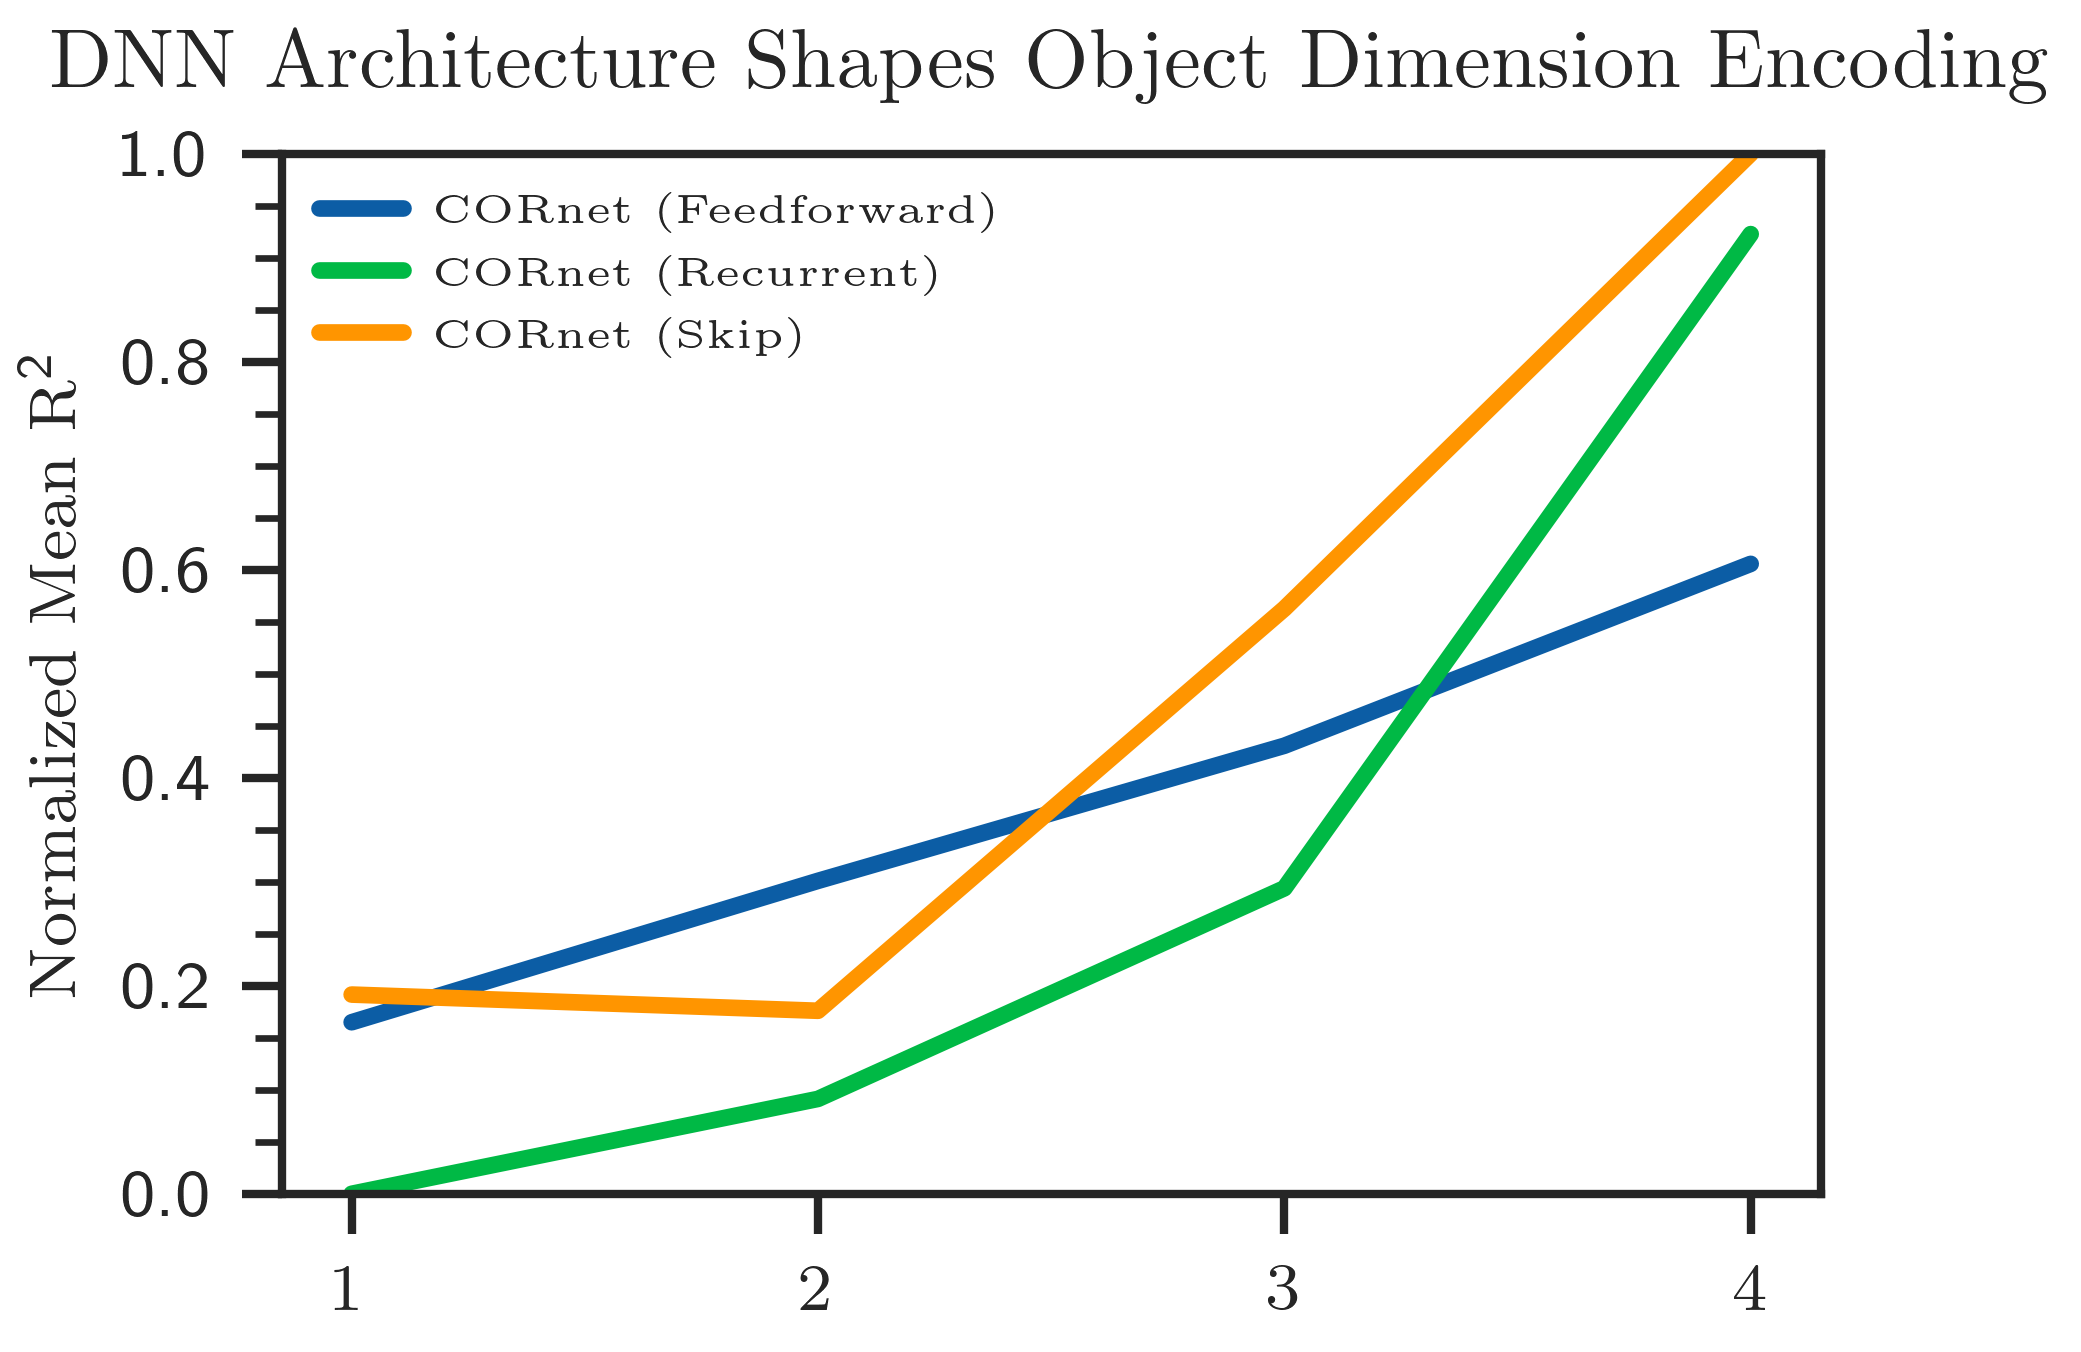 DNN Architecture Shapes Object Dimension Encoding
Normalized Mean R²
1.0
0.8
0.6
0.4
0.2
0.0
CORnet (Feedforward)
CORnet (Recurrent)
CORnet (Skip)
1 2 3 4